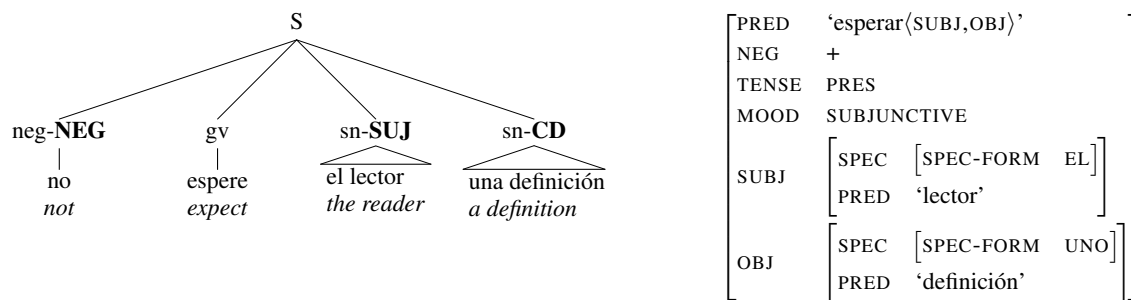 S
neg-NEG gv sn-SUJ sn-CD
no espere el lector una definición
not expect the reader a definition
PRED ‘esperar⟨SUBJ,OBJ⟩’
NEG +
TENSE PRES
MOOD SUBJUNCTIVE
SUBJ [SPEC [SPEC-FORM EL]
PRED ‘lector’]
OBJ [SPEC [SPEC-FORM UNO]
PRED ‘definición’]